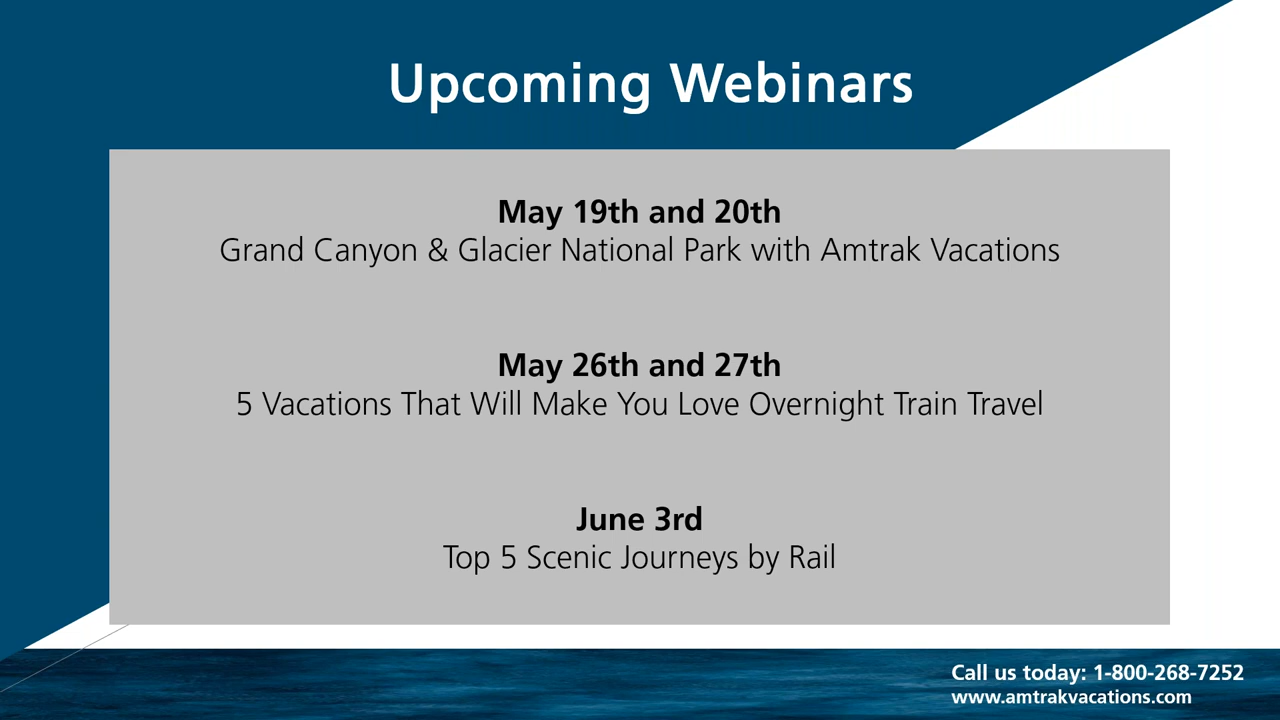 Upcoming Webinars
May 19th and 20th
Grand Canyon & Glacier National Park with Amtrak Vacations
May 26th and 27th
5 Vacations That Will Make You Love Overnight Train Travel
June 3rd
Top 5 Scenic Journeys by Rail
Call us today: 1-800-268-7252
www.amtrakvacations.com